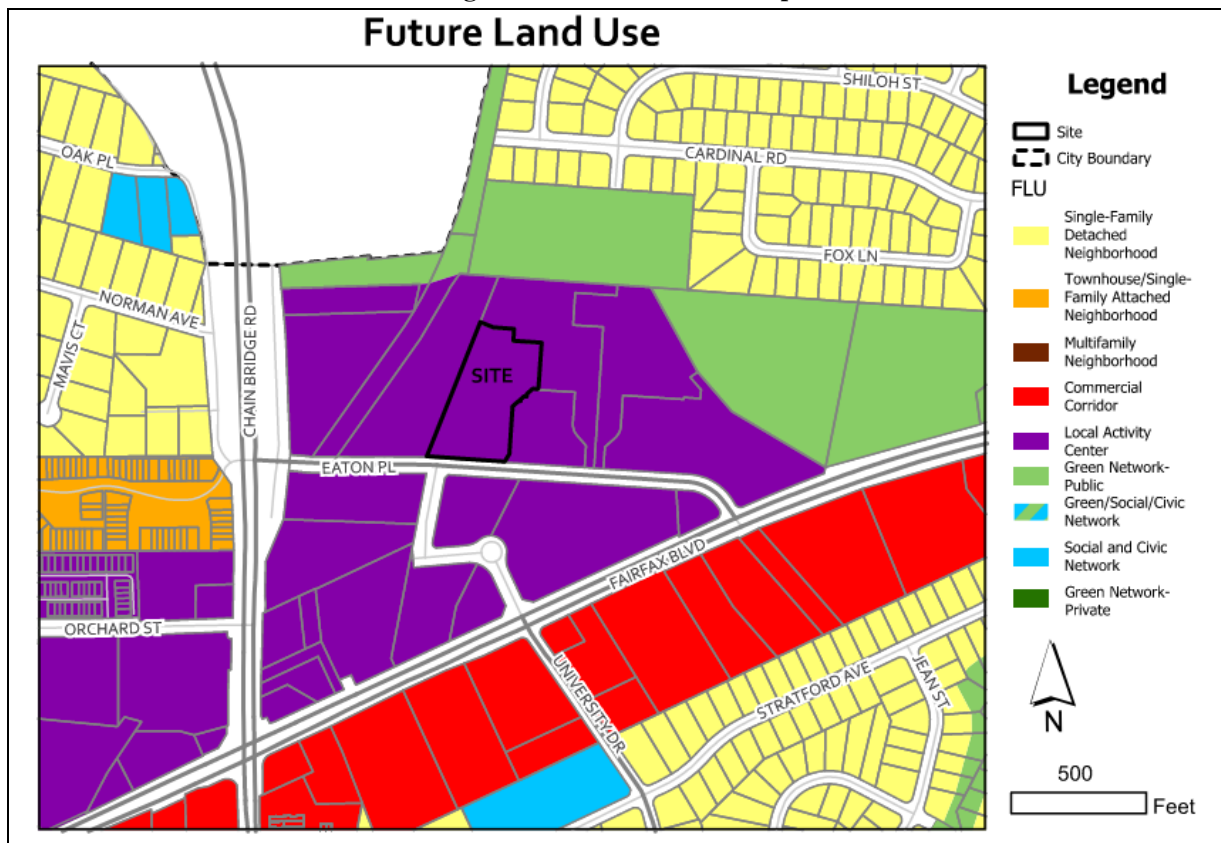 Future Land Use
SHILOH ST
OAK PL
CARDINAL RD
FOX LN
NORMAN AVE
MAVIS CT
CHAIN BRIDGE RD
SITE
EATON PL
FAIRFAX BLVD
ORCHARD ST
UNIVERSITY DR
STRATFORD AVE
JEAN ST
Legend
Site
City Boundary
FLU
Single-Family
Detached
Neighborhood
Townhouse/Single-
Family Attached
Neighborhood
Multifamily
Neighborhood
Commercial
Corridor
Local Activity
Center
Green Network-
Public
Green/Social/Civic
Network
Social and Civic
Network
Green Network-
Private
N
500
Feet